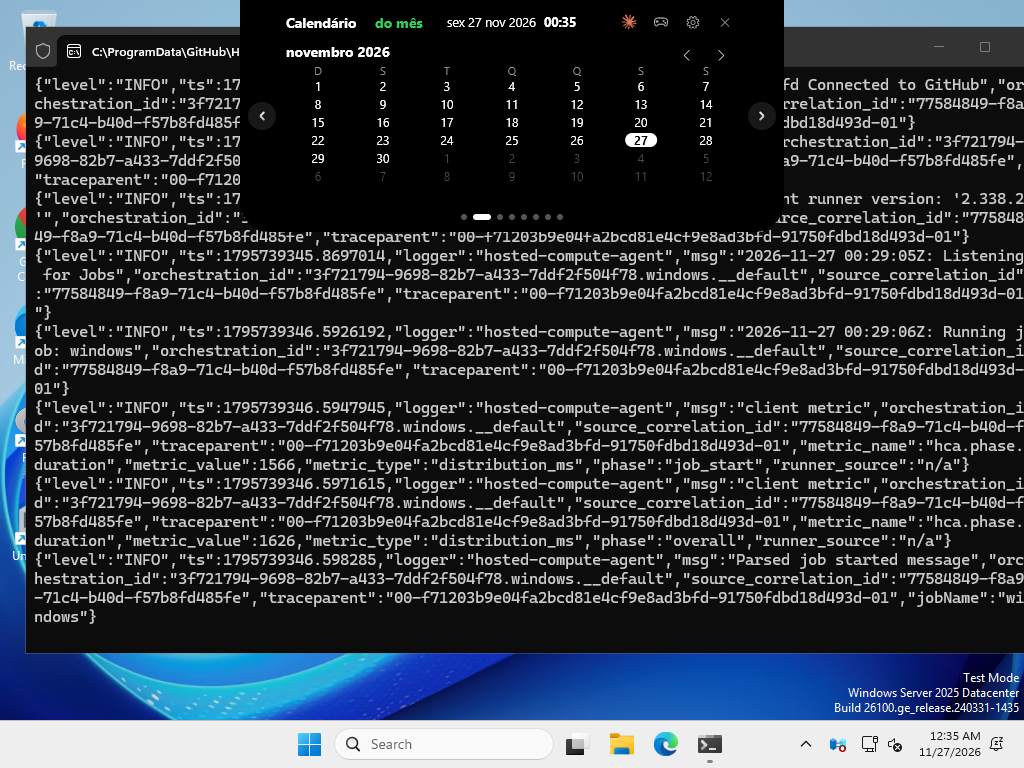 Calendário do mês sex 27 nov 2026 00:35
novembro 2026
D S T Q Q S S
1 2 3 4 5 6 7
8 9 10 11 12 13 14
15 16 17 18 19 20 21
22 23 24 25 26 27 28
29 30 1 2 3 4 5
6 7 8 9 10 11 12
C:\ProgramData\GitHub\H
{"level":"INFO","ts":179 fd Connected to GitHub","or
chestration_id":"3f7217
9-71c4-b40d-f57b8fd485f dbd18d493d-01"}
{"level":"INFO","ts":179
9698-82b7-a433-7ddf2f50
"traceparent":"00-f7120
{"level":"INFO","ts":179 nt runner version: '2.338.2
'","orchestration_id":"
49-f8a9-71c4-b40d-f57b8fd485fe","traceparent":"00-f71203b9e04fa2bcd81e4cf9e8ad3bfd-91750fdbd18d493d-01"}
{"level":"INFO","ts":1795739345.8697014,"logger":"hosted-compute-agent","msg":"2026-11-27 00:29:05Z: Listening
for Jobs","orchestration_id":"3f721794-9698-82b7-a433-7ddf2f504f78.windows.__default","source_correlation_id"
:"77584849-f8a9-71c4-b40d-f57b8fd485fe","traceparent":"00-f71203b9e04fa2bcd81e4cf9e8ad3bfd-91750fdbd18d493d-01
"}
{"level":"INFO","ts":1795739346.5926192,"logger":"hosted-compute-agent","msg":"2026-11-27 00:29:06Z: Running j
ob: windows","orchestration_id":"3f721794-9698-82b7-a433-7ddf2f504f78.windows.__default","source_correlation_i
d":"77584849-f8a9-71c4-b40d-f57b8fd485fe","traceparent":"00-f71203b9e04fa2bcd81e4cf9e8ad3bfd-91750fdbd18d493d-
01"}
{"level":"INFO","ts":1795739346.5947945,"logger":"hosted-compute-agent","msg":"client metric","orchestration_i
d":"3f721794-9698-82b7-a433-7ddf2f504f78.windows.__default","source_correlation_id":"77584849-f8a9-71c4-b40d-f
57b8fd485fe","traceparent":"00-f71203b9e04fa2bcd81e4cf9e8ad3bfd-91750fdbd18d493d-01","metric_name":"hca.phase.
duration","metric_value":1566,"metric_type":"distribution_ms","phase":"job_start","runner_source":"n/a"}
{"level":"INFO","ts":1795739346.5971615,"logger":"hosted-compute-agent","msg":"client metric","orchestration_i
d":"3f721794-9698-82b7-a433-7ddf2f504f78.windows.__default","source_correlation_id":"77584849-f8a9-71c4-b40d-f
57b8fd485fe","traceparent":"00-f71203b9e04fa2bcd81e4cf9e8ad3bfd-91750fdbd18d493d-01","metric_name":"hca.phase.
duration","metric_value":1626,"metric_type":"distribution_ms","phase":"overall","runner_source":"n/a"}
{"level":"INFO","ts":1795739346.598285,"logger":"hosted-compute-agent","msg":"Parsed job started message","orc
hestration_id":"3f721794-9698-82b7-a433-7ddf2f504f78.windows.__default","source_correlation_id":"77584849-f8a9
-71c4-b40d-f57b8fd485fe","traceparent":"00-f71203b9e04fa2bcd81e4cf9e8ad3bfd-91750fdbd18d493d-01","jobName":"wi
ndows"}
Test Mode
Windows Server 2025 Datacenter
Build 26100.ge_release.240331-1435
Search
12:35 AM
11/27/2026